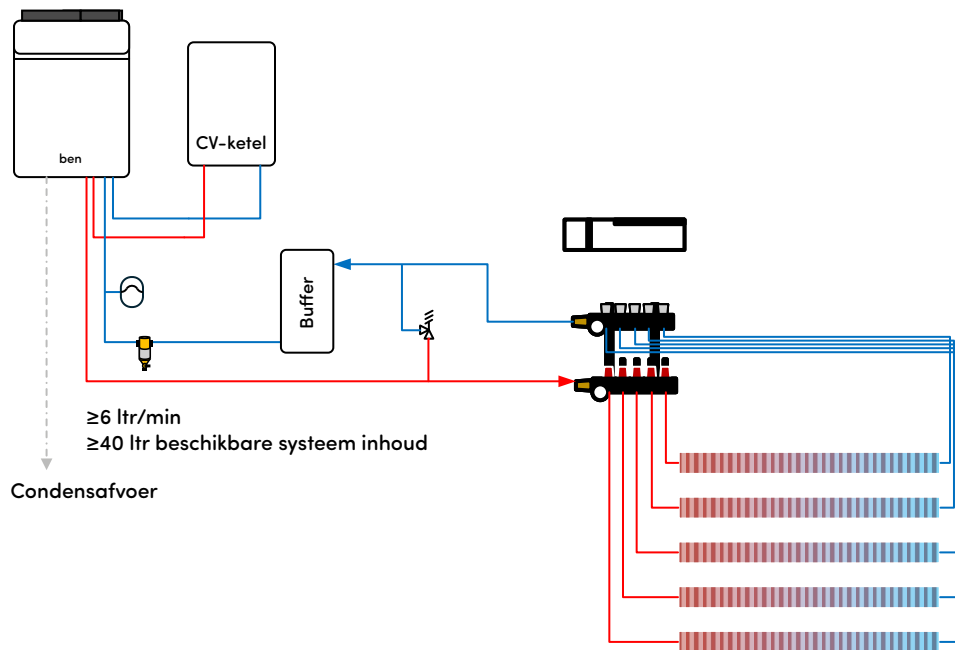 ben
CV-ketel
Buffer
≥6 ltr/min
≥40 ltr beschikbare systeem inhoud
Condensafvoer